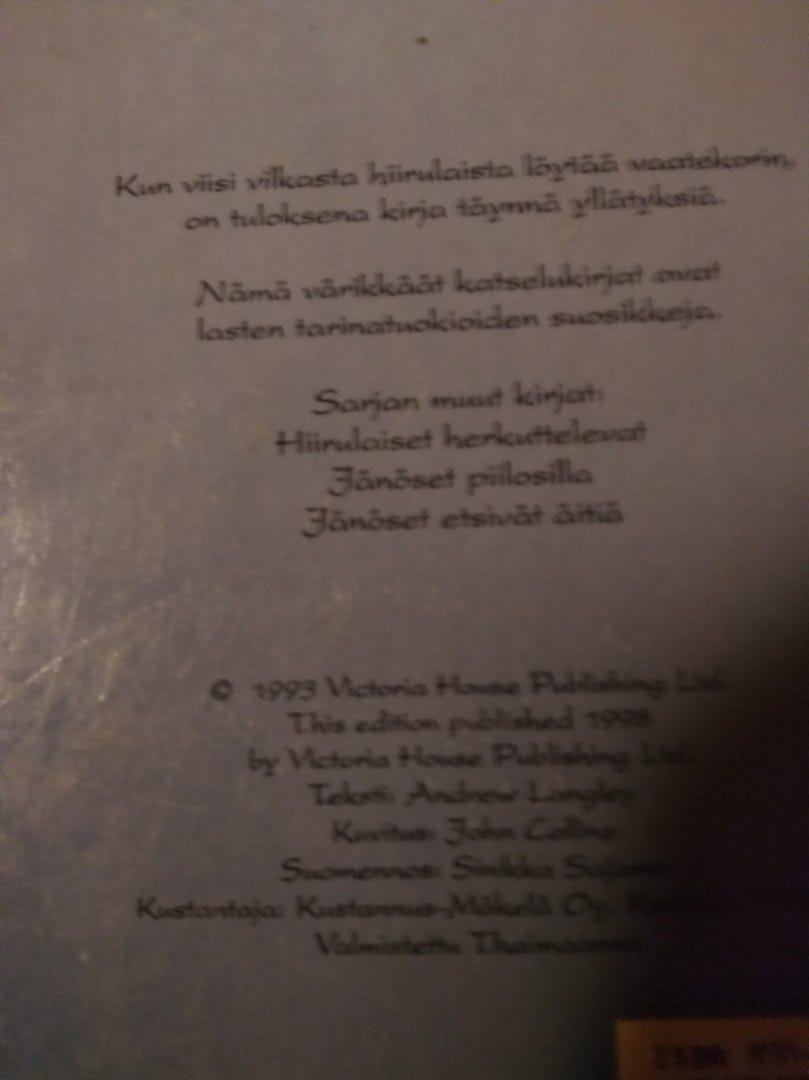 Kun viisi vilkasta hiirulaista löytää vaatekorin,
on tuloksena kirja täynnä yllätyksiä.
Nämä värikkäät katselukirjat ovat
lasten tarinatuokioiden suosikkeja.
Sarjan muut kirjat:
Hiirulaiset herkuttelevat
Jänöset piilosilla
Jänöset etsivät äitiä
© 1993 Victoria House Publishing Ltd.
This edition published
by Victoria House Publishing Ltd.
Teksti: Andrew Langley
Kuvitus: John
Suomennos: Sinikka
Kustantaja: Kustannus-Mäkelä Oy,
Valmistettu Thaimaassa